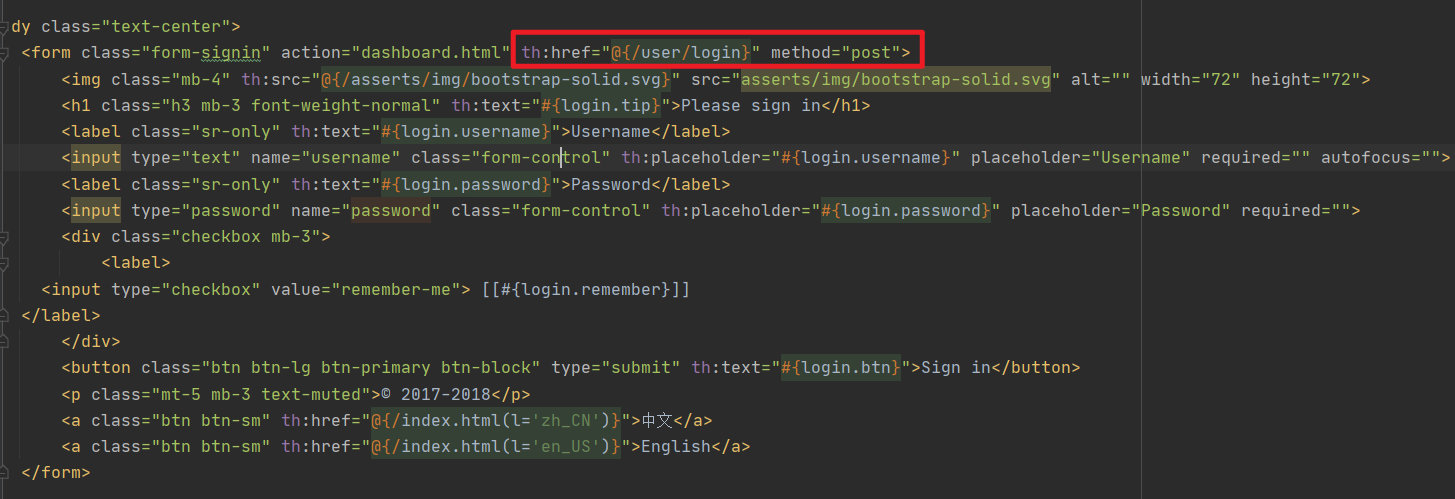 dy class="text-center">
<form class="form-signin" action="dashboard.html" th:href="@{/user/login}" method="post">
<img class="mb-4" th:src="@{/asserts/img/bootstrap-solid.svg}" src="asserts/img/bootstrap-solid.svg" alt="" width="72" height="72">
<h1 class="h3 mb-3 font-weight-normal" th:text="#{login.tip}">Please sign in</h1>
<label class="sr-only" th:text="#{login.username}">Username</label>
<input type="text" name="username" class="form-control" th:placeholder="#{login.username}" placeholder="Username" required="" autofocus="">
<label class="sr-only" th:text="#{login.password}">Password</label>
<input type="password" name="password" class="form-control" th:placeholder="#{login.password}" placeholder="Password" required="">
<div class="checkbox mb-3">
<label>
<input type="checkbox" value="remember-me"> [[#{login.remember}]]
</label>
</div>
<button class="btn btn-lg btn-primary btn-block" type="submit" th:text="#{login.btn}">Sign in</button>
<p class="mt-5 mb-3 text-muted">© 2017-2018</p>
<a class="btn btn-sm" th:href="@{/index.html(l='zh_CN')}">中文</a>
<a class="btn btn-sm" th:href="@{/index.html(l='en_US')}">English</a>
</form>